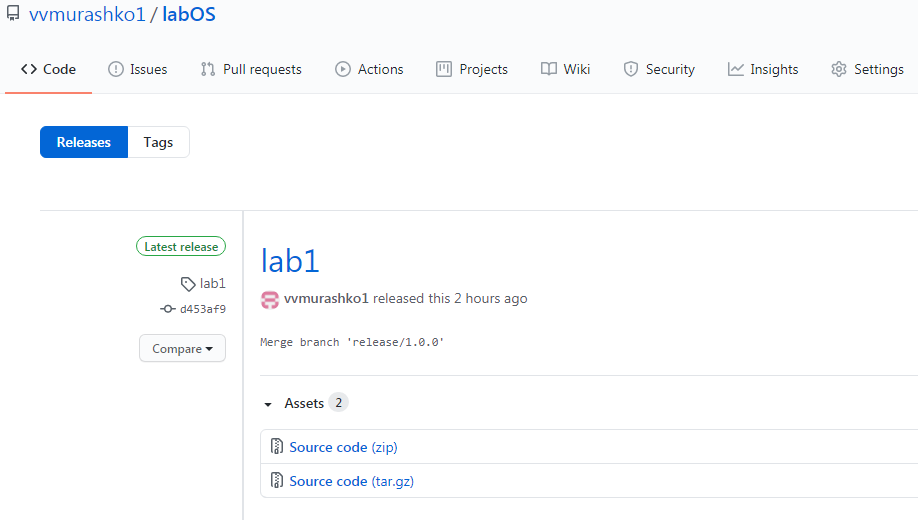 vvmurashko1 / labOS
Code Issues Pull requests Actions Projects Wiki Security Insights Settings
Releases Tags
Latest release
lab1
d453af9
Compare
lab1
vvmurashko1 released this 2 hours ago
Merge branch 'release/1.0.0'
Assets 2
Source code (zip)
Source code (tar.gz)